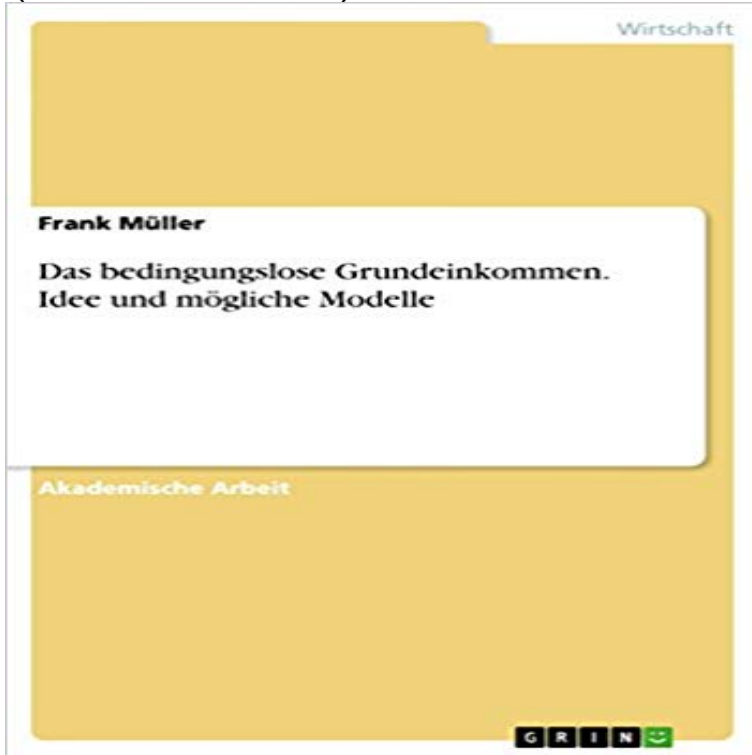 Wirtschaft
Frank Müller
Das bedingungslose Grundeinkommen.
Idee und mögliche Modelle
Akademische Arbeit
GRIN